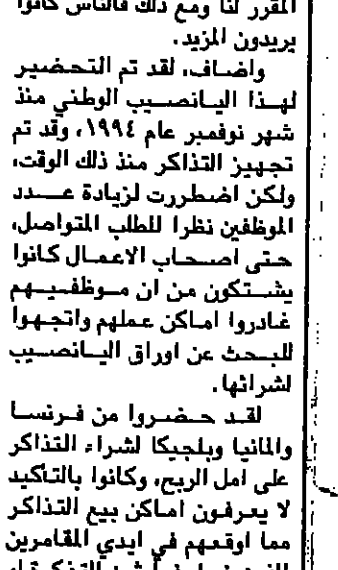 المقرر لنا ومع ذلك فالناس كانوا
يريدون المزيد.
واضاف، لقد تم التحضير
لهذا اليانصيب الوطني منذ
شهر نوفمبر عام ١٩٩٤، وقد تم
تجهيز التذاكر منذ ذلك الوقت،
ولكن اضطررت لزيادة عدد
الموظفين نظرا للطلب المتواصل،
حتى اصحاب الاعمال كانوا
يشتكون من ان موظفيهم
غادروا اماكن عملهم واتجهوا
للبحث عن اوراق اليانصيب
لشرائها.
لقد حضروا من فرنسا
والمانيا وبلجيكا لشراء التذاكر
على امل الربح، وكانوا بالتاكيد
لا يعرفون اماكن بيع التذاكر
مما اوقعهم في ايدي المقامرين